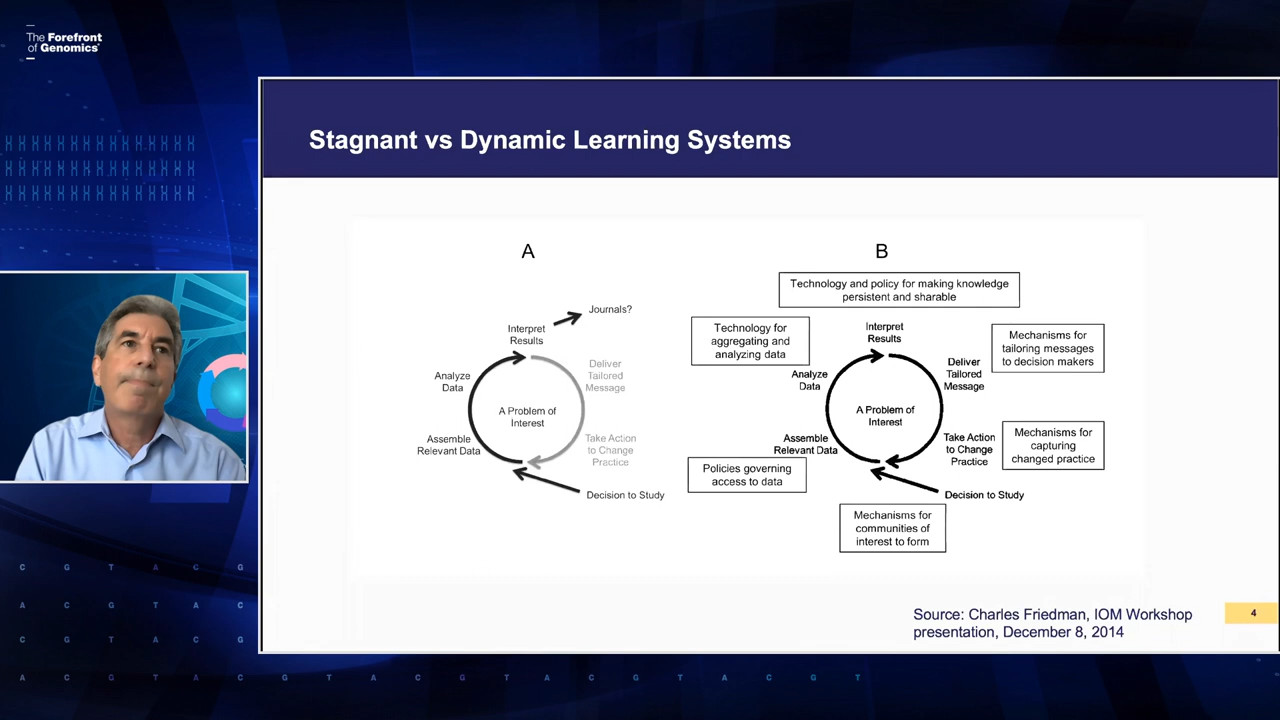 The Forefront
of Genomics®
Stagnant vs Dynamic Learning Systems
A
Journals?
Interpret
Results
Deliver
Tailored
Message
Analyze
Data
A Problem of
Interest
Assemble
Relevant Data
Take Action
to Change
Practice
Decision to Study
B
Technology and policy for making knowledge
persistent and sharable
Technology for
aggregating and
analyzing data
Interpret
Results
Mechanisms for
tailoring messages
to decision makers
Deliver
Tailored
Message
Analyze
Data
A Problem of
Interest
Assemble
Relevant Data
Take Action
to Change
Practice
Mechanisms for
capturing
changed practice
Policies governing
access to data
Decision to Study
Mechanisms for
communities of
interest to form
Source: Charles Friedman, IOM Workshop
presentation, December 8, 2014
4
C G T A C G
A C G T A C
C G T A C G
A C G T A C G T A C G T A C G T A C G T